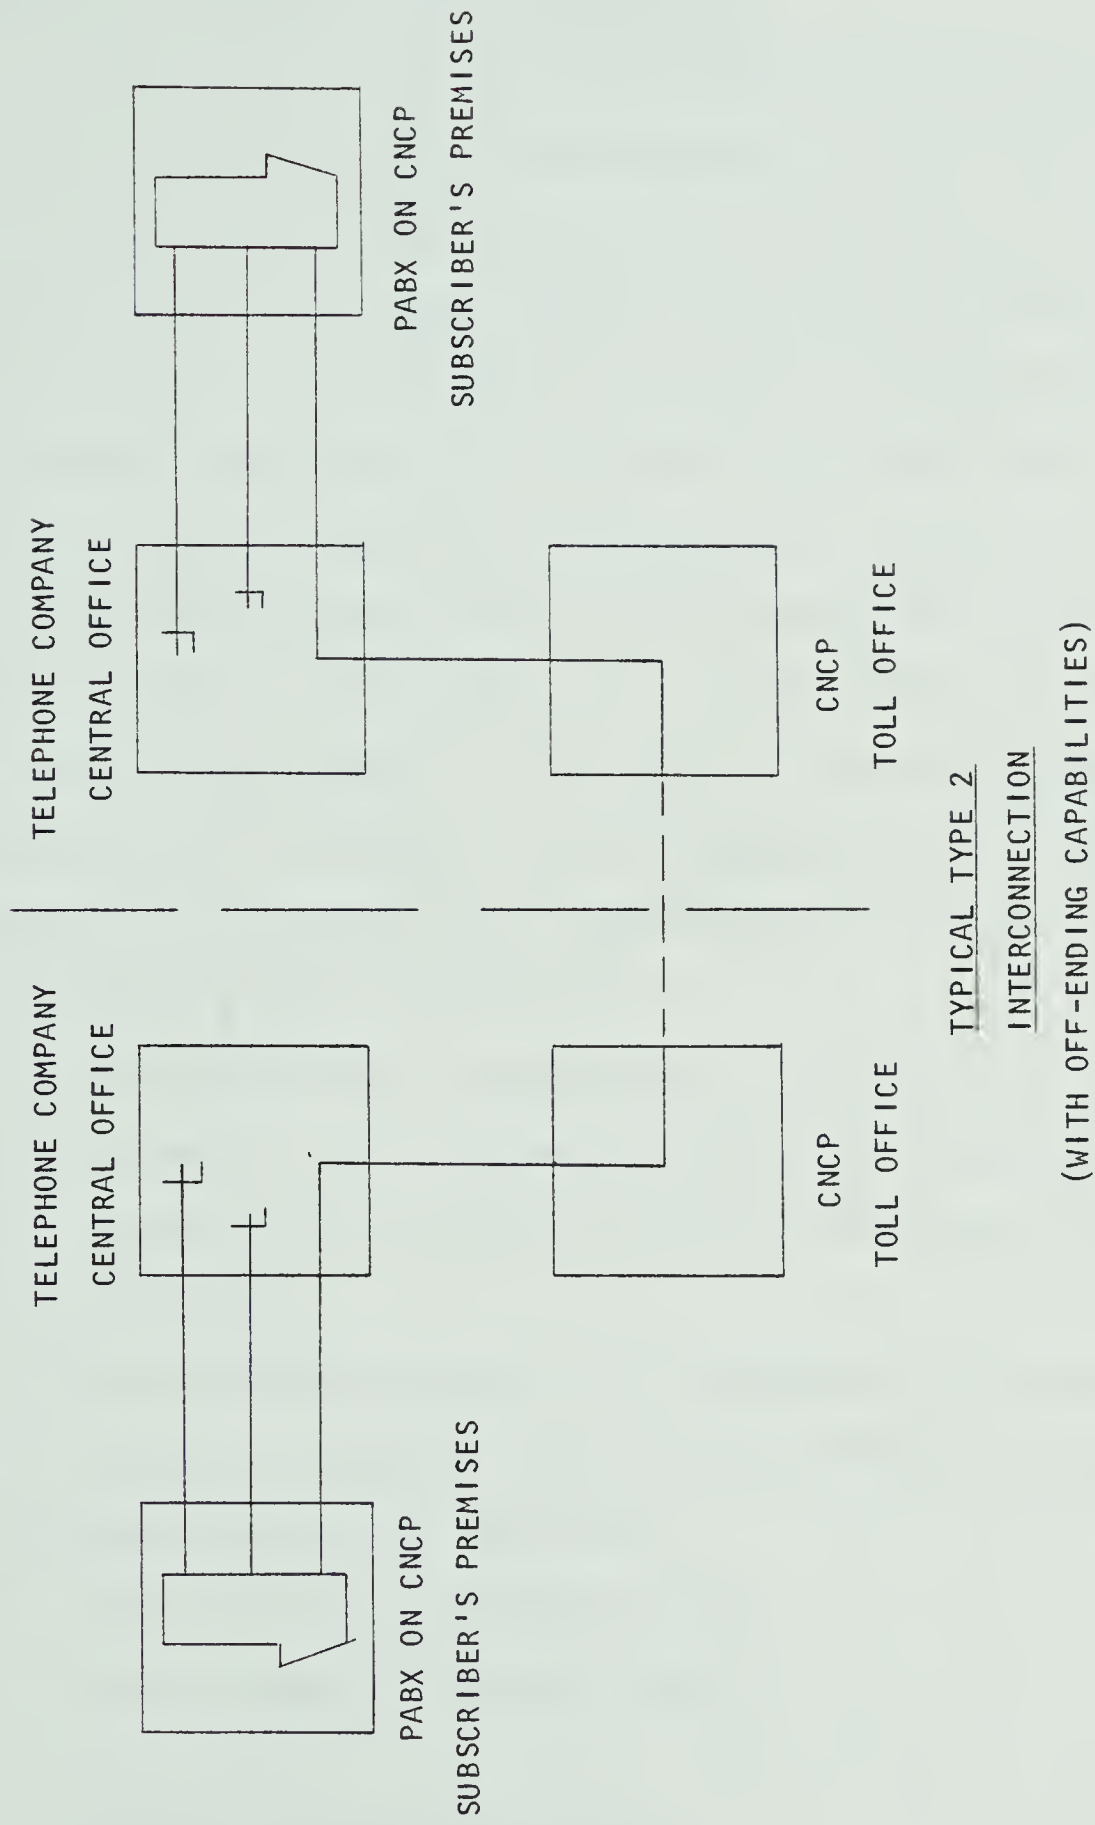 TELEPHONE COMPANY
CENTRAL OFFICE
TELEPHONE COMPANY
CENTRAL OFFICE
PABX ON CNCP
SUBSCRIBER'S PREMISES
PABX ON CNCP
SUBSCRIBER'S PREMISES
CNCP
TOLL OFFICE
CNCP
TOLL OFFICE
TYPICAL TYPE 2
INTERCONNECTION
(WITH OFF-ENDING CAPABILITIES)